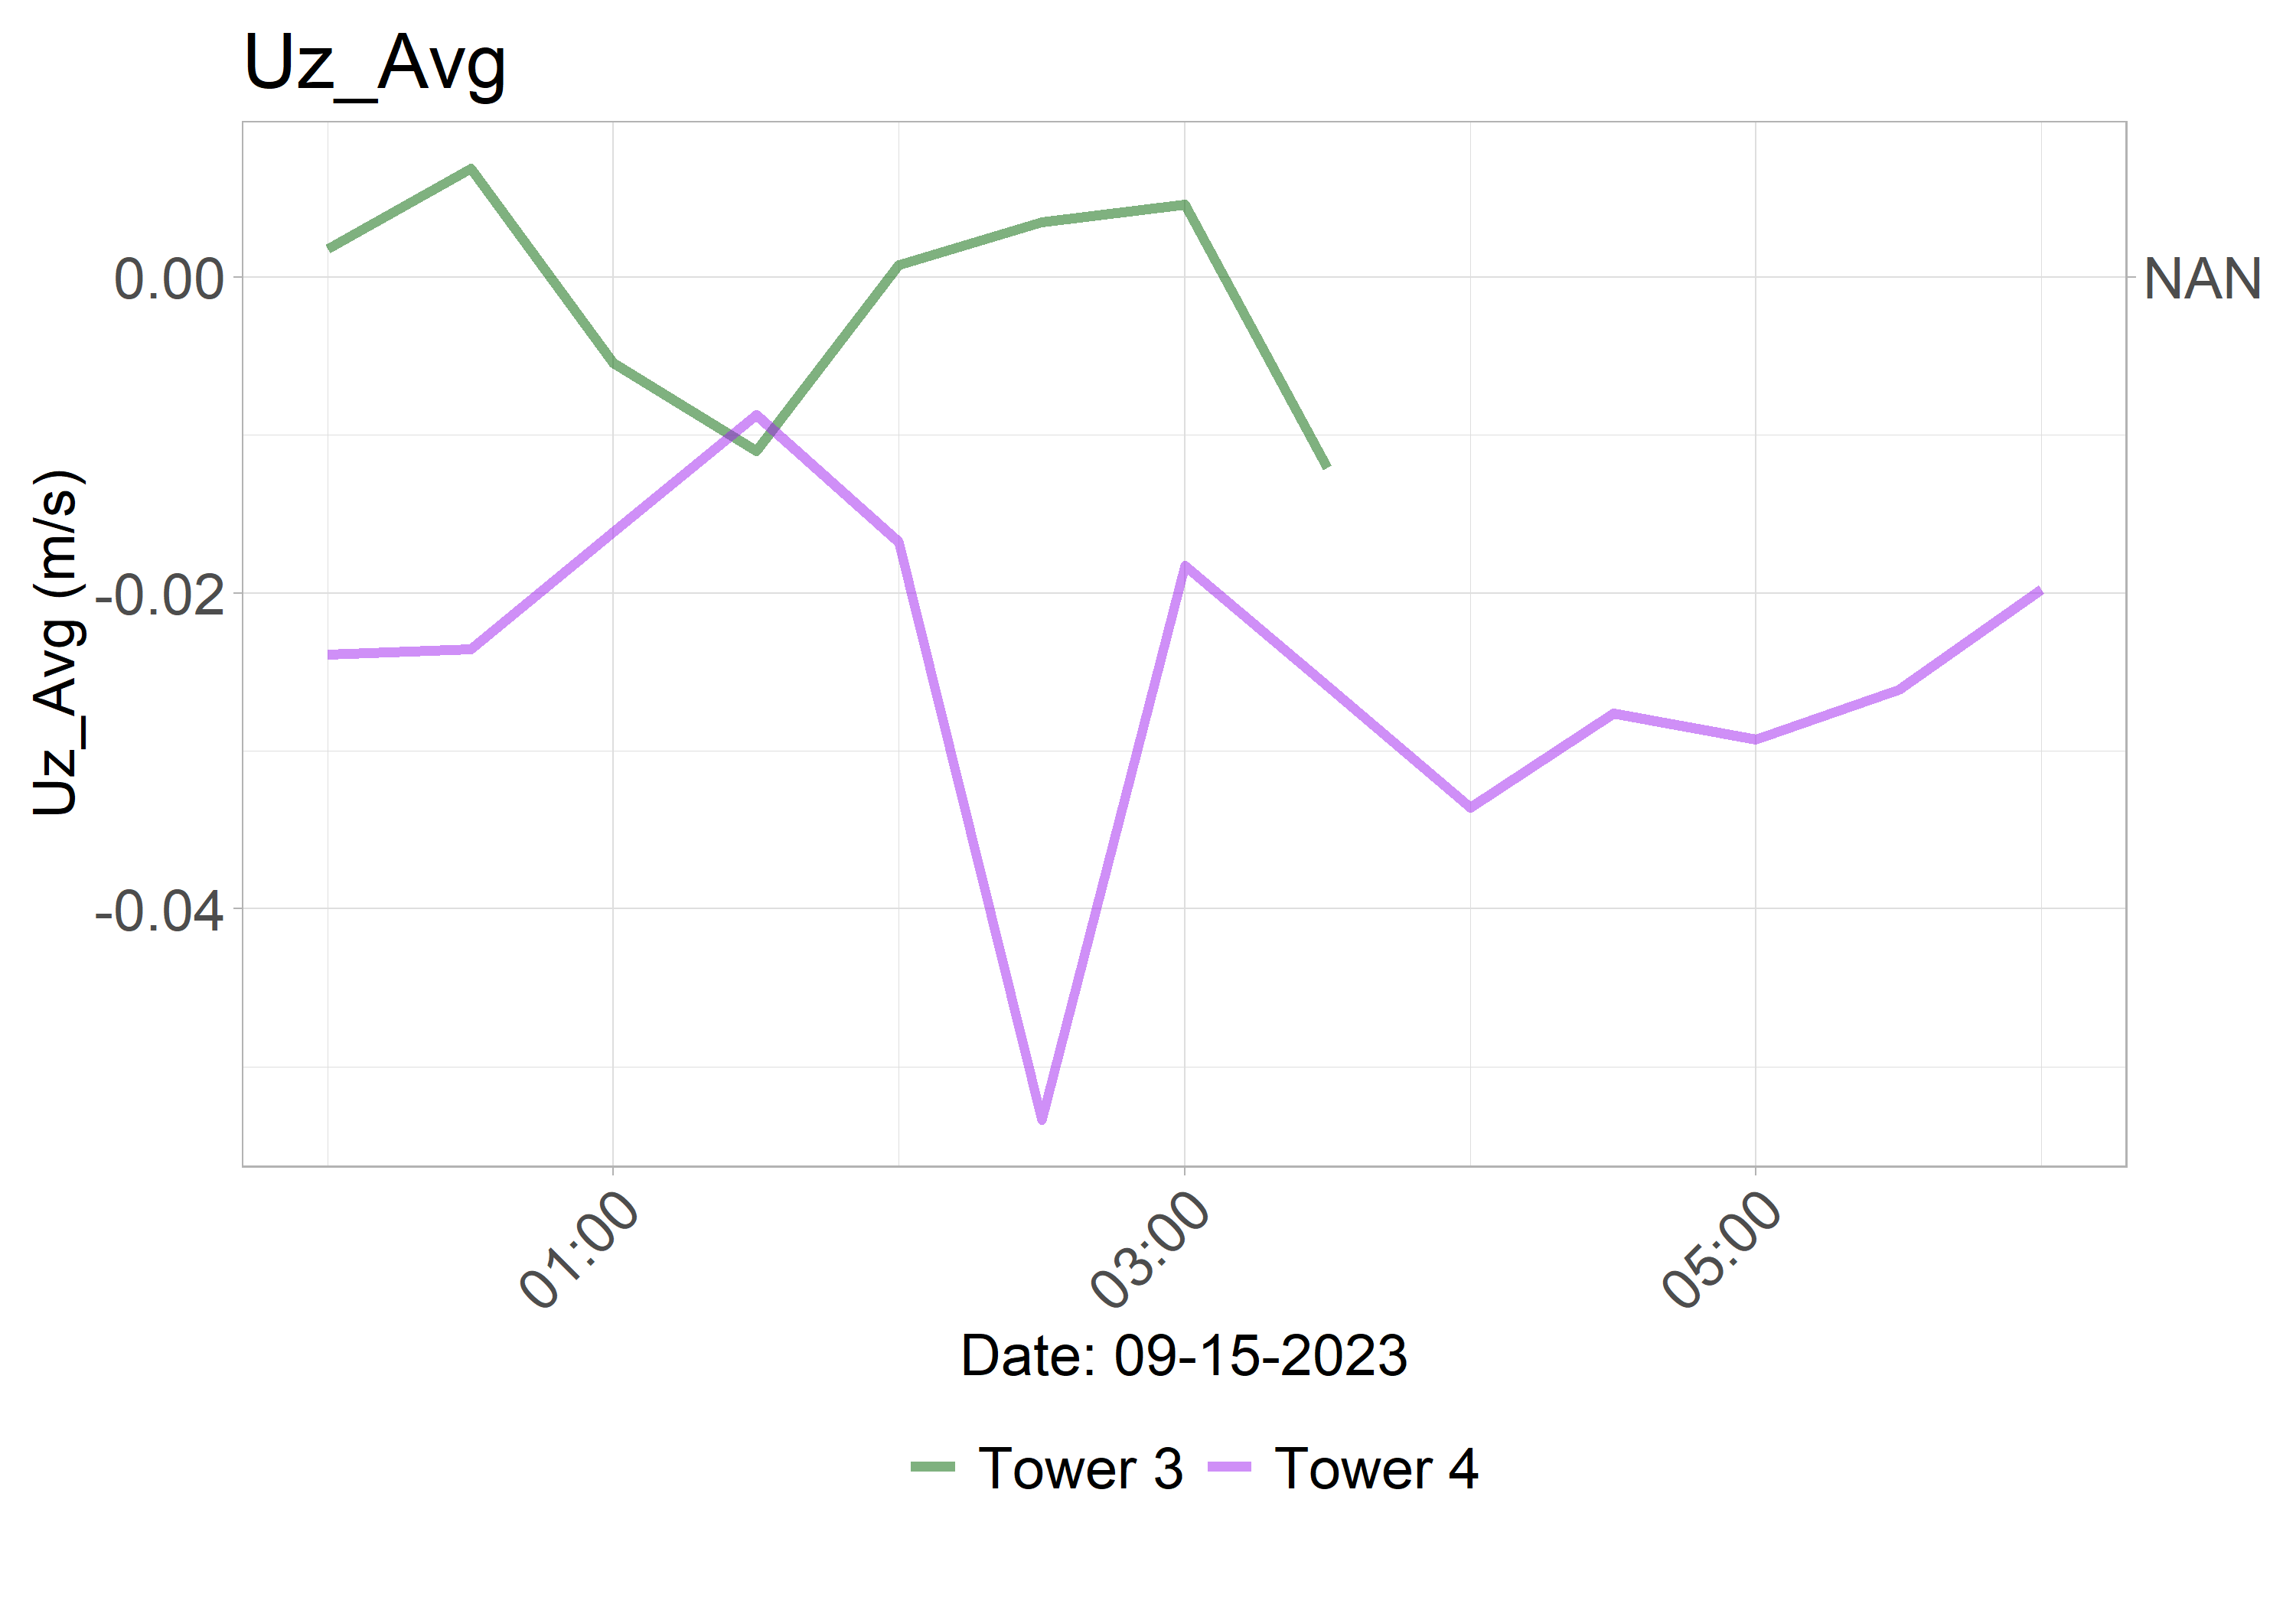 Uz_Avg
Uz_Avg (m/s)
0.00
-0.02
-0.04
NAN
01:00
03:00
05:00
Date: 09-15-2023
Tower 3
Tower 4